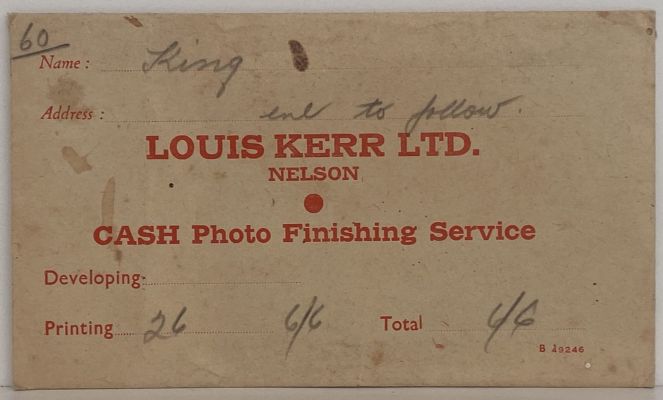 60
Name: King
Address: enl to follow.
LOUIS KERR LTD.
NELSON
CASH Photo Finishing Service
Developing
Printing 26 6/6 Total 6/6
B 49246